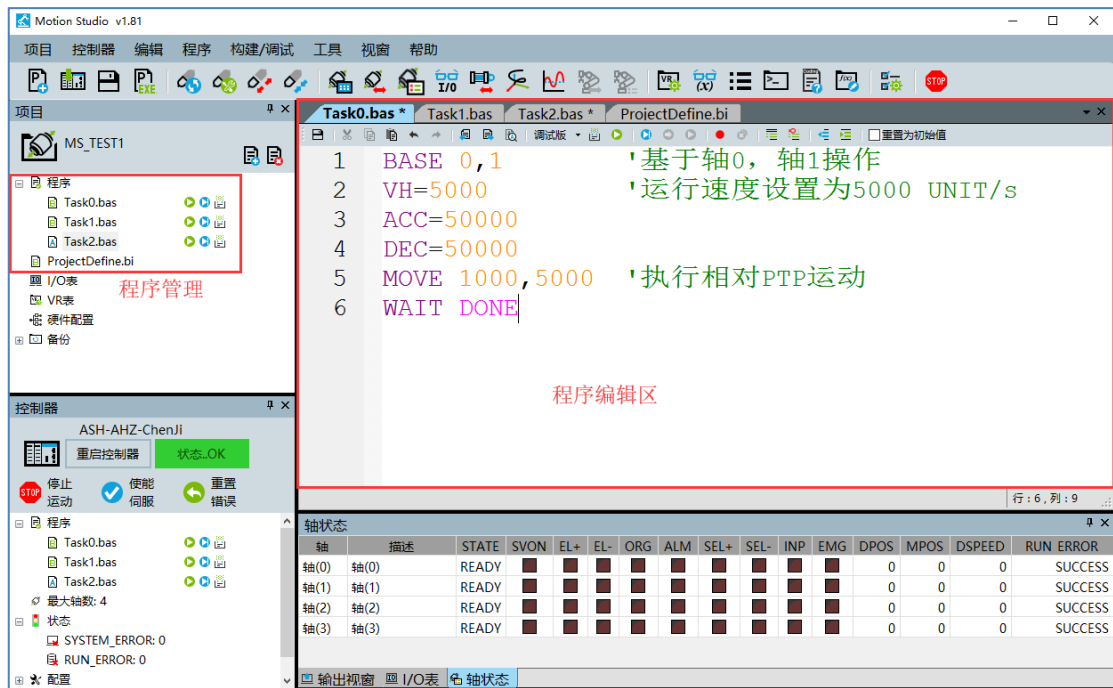 Motion Studio v1.81
项目 控制器 编辑 程序 构建/调试 工具 视窗 帮助
项目
MS_TEST1
程序
Task0.bas
Task1.bas
Task2.bas
ProjectDefine.bi
I/O表
VR表
硬件配置
备份
程序管理
Task0.bas * Task1.bas Task2.bas * ProjectDefine.bi
调试版 重置为初始值
1 BASE 0,1 '基于轴0，轴1操作
2 VH=5000 '运行速度设置为5000 UNIT/s
3 ACC=50000
4 DEC=50000
5 MOVE 1000,5000 '执行相对PTP运动
6 WAIT DONE
程序编辑区
行:6,列:9
控制器
ASH-AHZ-ChenJi
重启控制器 状态..OK
STOP 停止运动 使能伺服 重置错误
程序
Task0.bas
Task1.bas
Task2.bas
最大轴数: 4
状态
SYSTEM_ERROR: 0
RUN_ERROR: 0
配置
轴状态
轴 描述 STATE SVON EL+ EL- ORG ALM SEL+ SEL- INP EMG DPOS MPOS DSPEED RUN ERROR
轴(0) 轴(0) READY 0 0 0 SUCCESS
轴(1) 轴(1) READY 0 0 0 SUCCESS
轴(2) 轴(2) READY 0 0 0 SUCCESS
轴(3) 轴(3) READY 0 0 0 SUCCESS
输出视窗 I/O表 轴状态